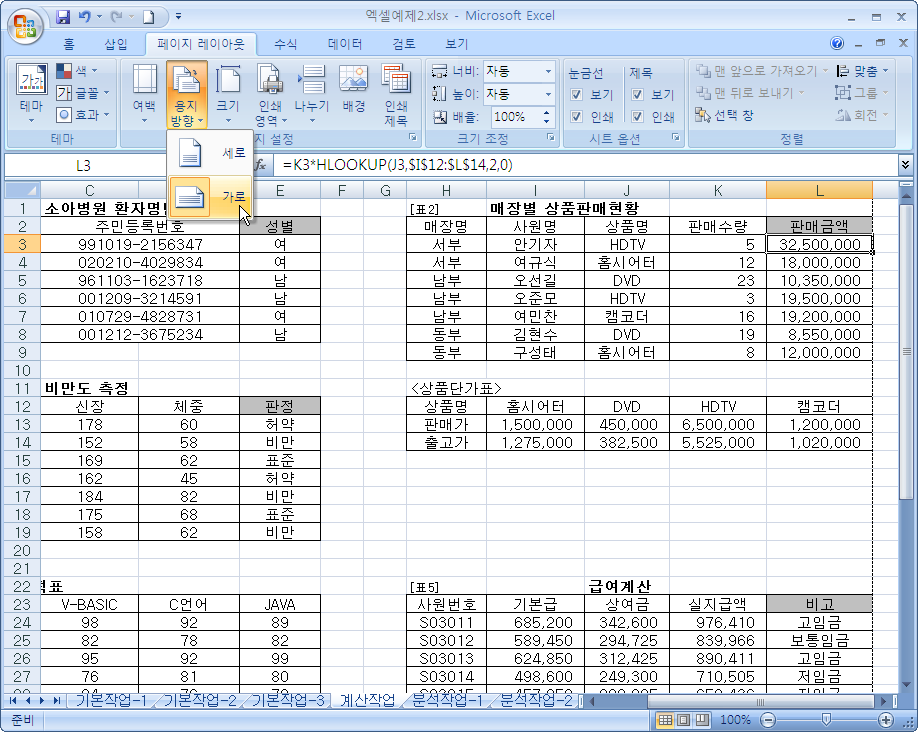 엑셀예제2.xlsx - Microsoft Excel
홈 삽입 페이지 레이아웃 수식 데이터 검토 보기
테마 색 글꼴 효과 테마
여백 용지 방향 크기 인쇄 영역 나누기 배경 인쇄 제목 지 설정
너비: 자동
높이: 자동
배율: 100%
크기 조정
눈금선 제목
보기 보기
인쇄 인쇄
시트 옵션
맨 앞으로 가져오기 맞춤
맨 뒤로 보내기 그룹
선택 창 회전
정렬
세로
가로
L3 fx =K3*HLOOKUP(J3,$I$12:$L$14,2,0)
C E F G H I J K L
1 소아병원 환자명 [표2] 매장별 상품판매현황
2 주민등록번호 성별 매장명 사원명 상품명 판매수량 판매금액
3 991019-2156347 여 서부 안기자 HDTV 5 32,500,000
4 020210-4029834 여 서부 여규식 홈시어터 12 18,000,000
5 961103-1623718 남 남부 오선길 DVD 23 10,350,000
6 001209-3214591 남 남부 오준모 HDTV 3 19,500,000
7 010729-4828731 여 남부 여민찬 캠코더 16 19,200,000
8 001212-3675234 남 동부 김현수 DVD 19 8,550,000
9 동부 구성태 홈시어터 8 12,000,000
10
11 비만도 측정 <상품단가표>
12 신장 체중 판정 상품명 홈시어터 DVD HDTV 캠코더
13 178 60 허약 판매가 1,500,000 450,000 6,500,000 1,200,000
14 152 58 비만 출고가 1,275,000 382,500 5,525,000 1,020,000
15 169 62 표준
16 162 45 허약
17 184 82 비만
18 175 68 표준
19 158 62 비만
20
21
22 표 [표5] 급여계산
23 V-BASIC C언어 JAVA 사원번호 기본급 상여금 실지급액 비고
24 98 92 89 S03011 685,200 342,600 976,410 고임금
25 82 78 82 S03012 589,450 294,725 839,966 보통임금
26 95 92 99 S03013 624,850 312,425 890,411 고임금
27 76 81 80 S03014 498,600 249,300 710,505 저임금
기본작업-1 기본작업-2 기본작업-3 계산작업 분석작업-1 분석작업-2
준비 100%